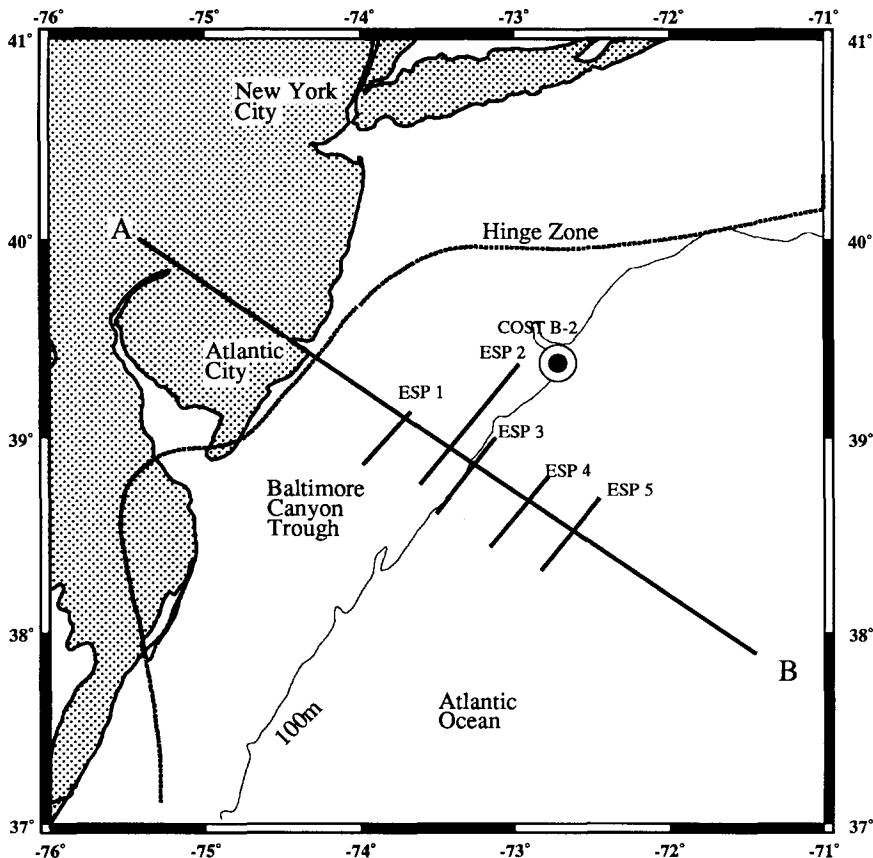 -76°
-75°
-74°
-73°
-72°
-71°
41°
41°
New York
City
A
40°
Hinge Zone
40°
COST B-2
Atlantic
City
ESP 2
ESP 1
ESP 3
39°
39°
ESP 4
Baltimore
Canyon
Trough
ESP 5
38°
38°
B
Atlantic
Ocean
100m
37°
37°
-76°
-75°
-74°
-73°
-72°
-71°